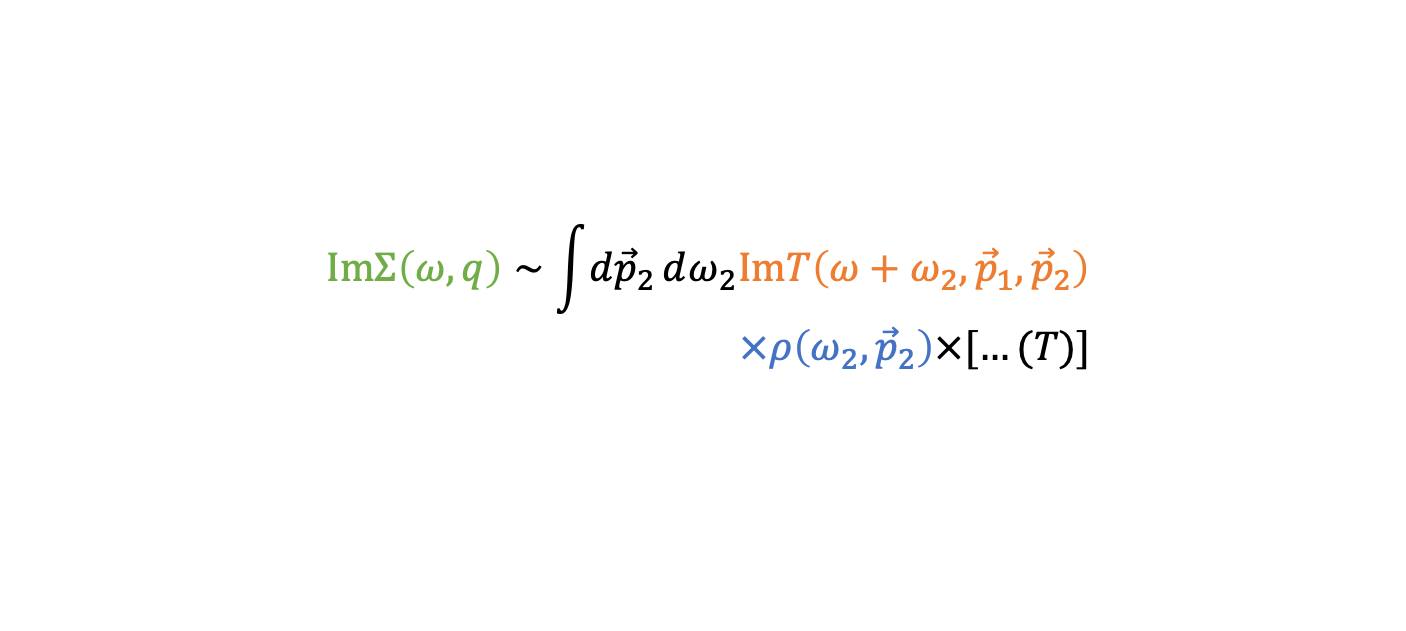 ImΣ(ω, q) ~ ∫ dp⃗₂ dω₂ ImT(ω + ω₂, p⃗₁, p⃗₂)
×ρ(ω₂, p⃗₂)×[… (T)]